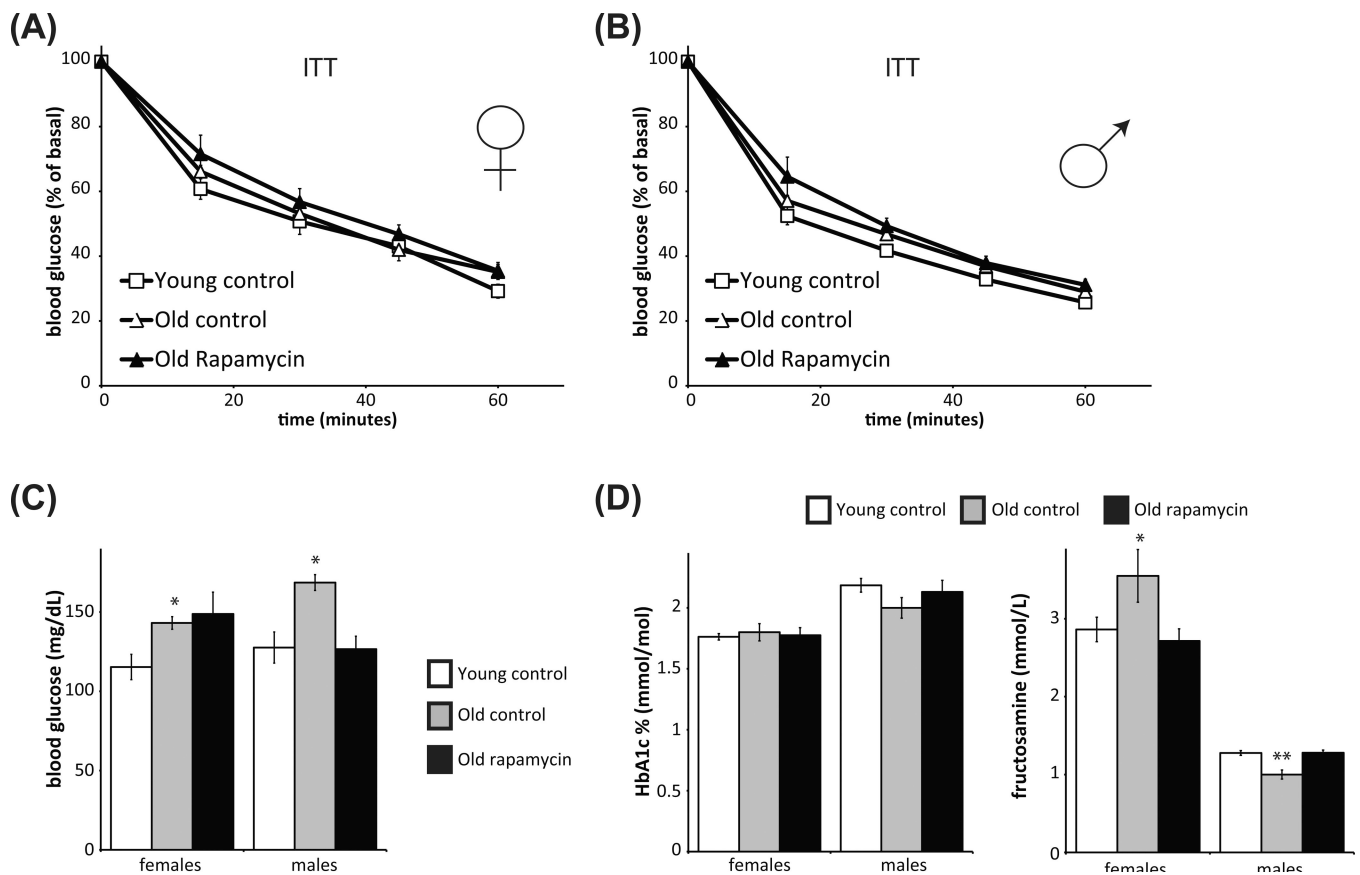 (A)
ITT
blood glucose (% of basal)
100
80
60
40
20
0
Young control
Old control
Old Rapamycin
0 20 40 60
time (minutes)
(B)
ITT
blood glucose (% of basal)
100
80
60
40
20
0
Young control
Old control
Old Rapamycin
0 20 40 60
time (minutes)
(C)
blood glucose (mg/dL)
150
100
50
0
* *
females males
Young control
Old control
Old rapamycin
(D)
Young control Old control Old rapamycin
HbA1c % (mmol/mol)
2
1.5
1
0.5
0
females males
fructosamine (mmol/L)
3
2
1
0
*
**
females males